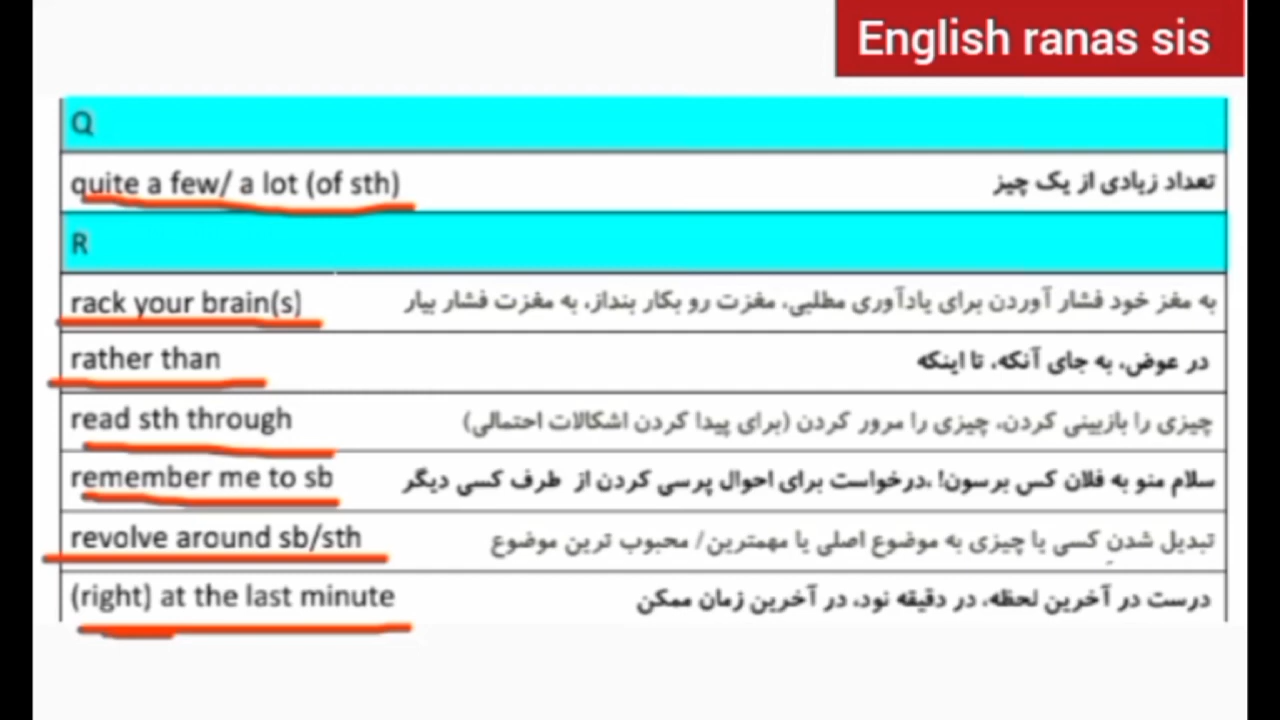 English ranas sis
Q
quite a few/ a lot (of sth) تعداد زیادی از یک چیز
R
rack your brain(s) به مغز خود فشار آوردن برای یادآوری مطلبی، مغزت رو بکار بنداز، به مغزت فشار بیار
rather than در عوض، به جای آنکه، تا اینکه
read sth through چیزی را بازبینی کردن، چیزی را مرور کردن (برای پیدا کردن اشکالات احتمالی)
remember me to sb سلام منو به فلان کس برسون! ،درخواست برای احوال پرسی کردن از طرف کسی دیگر
revolve around sb/sth تبدیل شدنِ کسی یا چیزی به موضوع اصلی یا مهمترین/ محبوب ترین موضوع
(right) at the last minute درست در آخرین لحظه، در دقیقه نود، در آخرین زمان ممکن